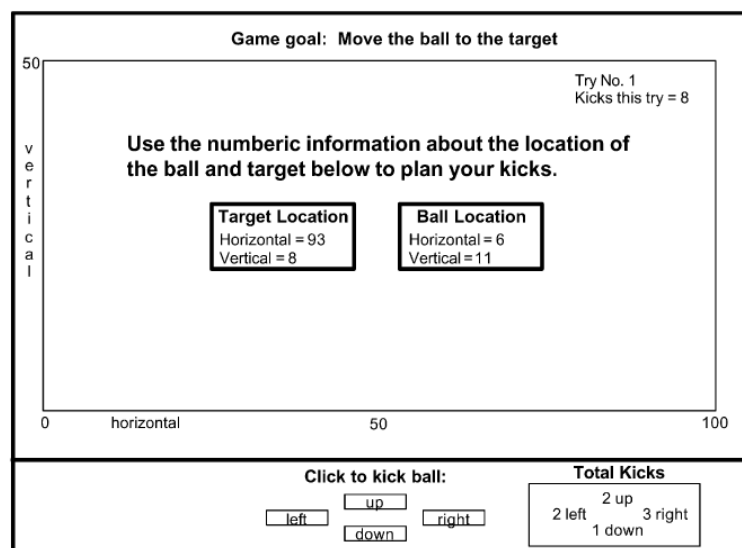 Game goal: Move the ball to the target
50
Try No. 1
Kicks this try = 8
vertical
Use the numberic information about the location of
the ball and target below to plan your kicks.
Target Location
Horizontal = 93
Vertical = 8
Ball Location
Horizontal = 6
Vertical = 11
0 horizontal 50 100
Click to kick ball:
up
left right
down
Total Kicks
2 up
2 left 3 right
1 down